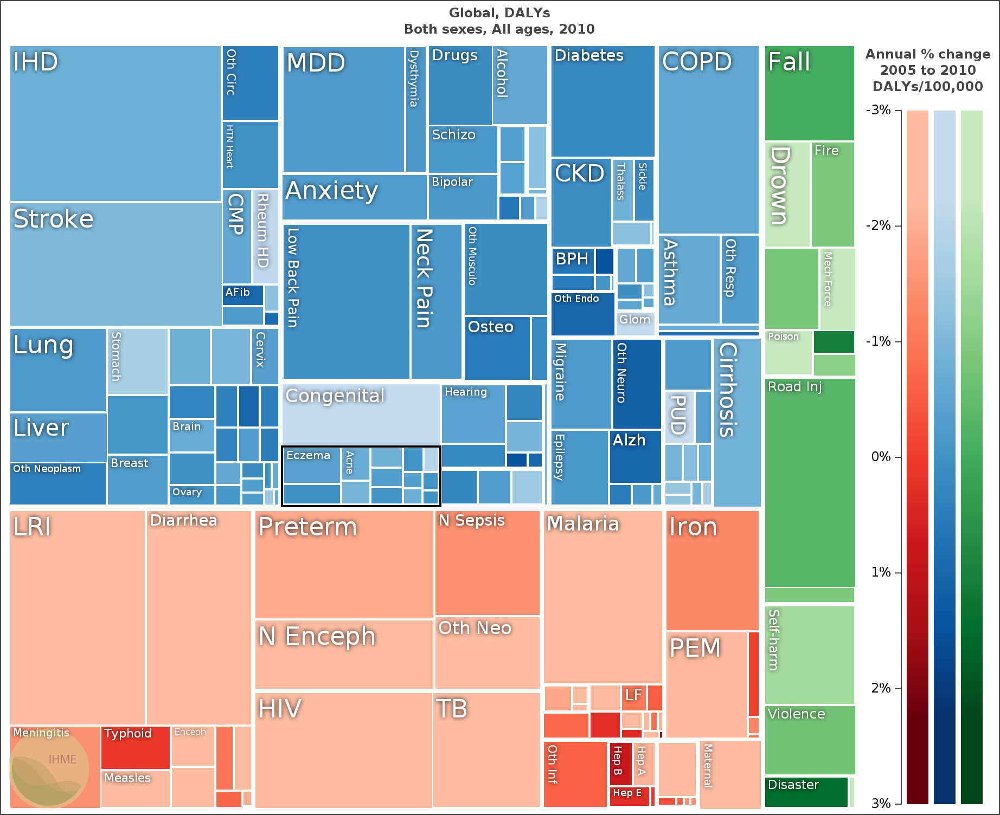 Global, DALYs
Both sexes, All ages, 2010
IHD
Oth Circ
HTN Heart
Stroke
CMP
Rheum HD
AFib
MDD
Dysthymia
Drugs
Alcohol
Schizo
Anxiety
Bipolar
Low Back Pain
Neck Pain
Oth Musculo
Osteo
Diabetes
CKD
Thalass
Sickle
BPH
Oth Endo
Glom
COPD
Asthma
Oth Resp
Fall
Drown
Fire
Mech Force
Poison
Road Inj
Self-harm
Violence
Disaster
Lung
Stomach
Cervix
Liver
Brain
Oth Neoplasm
Breast
Ovary
Congenital
Hearing
Eczema
Acne
Migraine
Oth Neuro
Epilepsy
Alzh
PUD
Cirrhosis
LRI
Diarrhea
Meningitis
Typhoid
Enceph
Measles
IHME
Preterm
N Sepsis
N Enceph
Oth Neo
HIV
TB
Malaria
Iron
PEM
LF
Oth Inf
Hep B
Hep A
Hep E
Maternal
Annual % change
2005 to 2010
DALYs/100,000
-3%
-2%
-1%
0%
1%
2%
3%